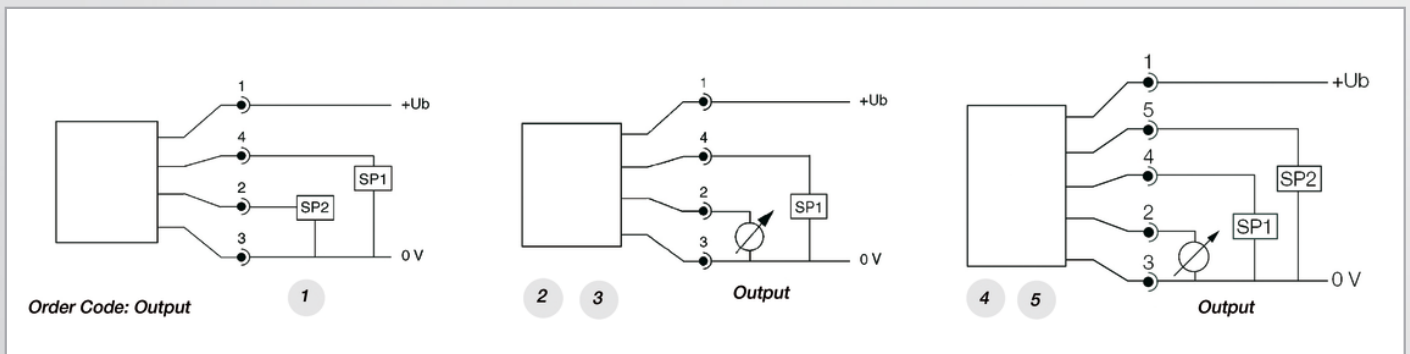 1
+Ub
4
SP1
2
SP2
3
0 V
Order Code: Output
1
1
+Ub
4
2
SP1
3
0 V
2 3
Output
1
+Ub
5
4
SP2
2
SP1
3
0 V
4 5
Output